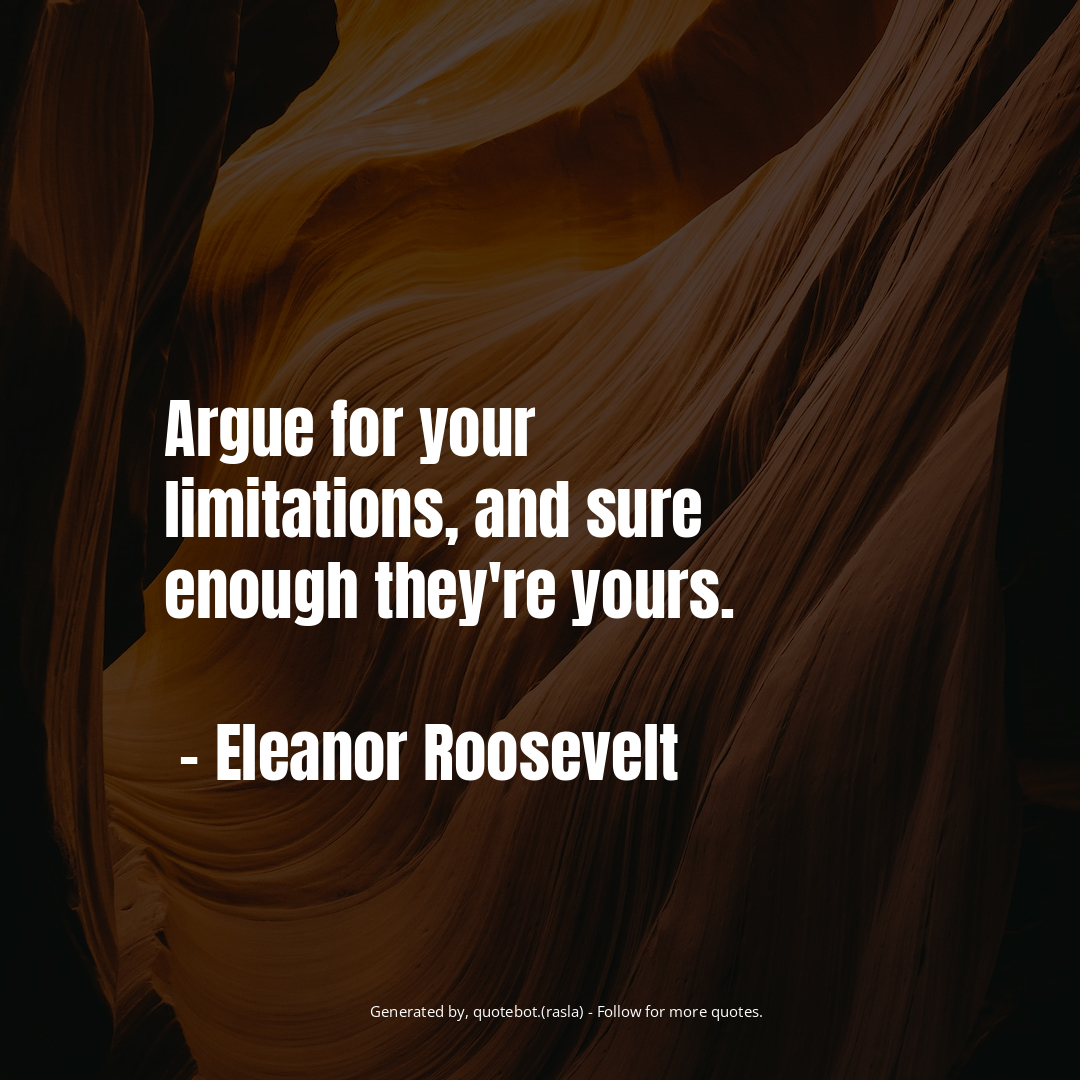 Argue for your
limitations, and sure
enough they're yours.
- Eleanor Roosevelt
Generated by, quotebot.(rasla) - Follow for more quotes.